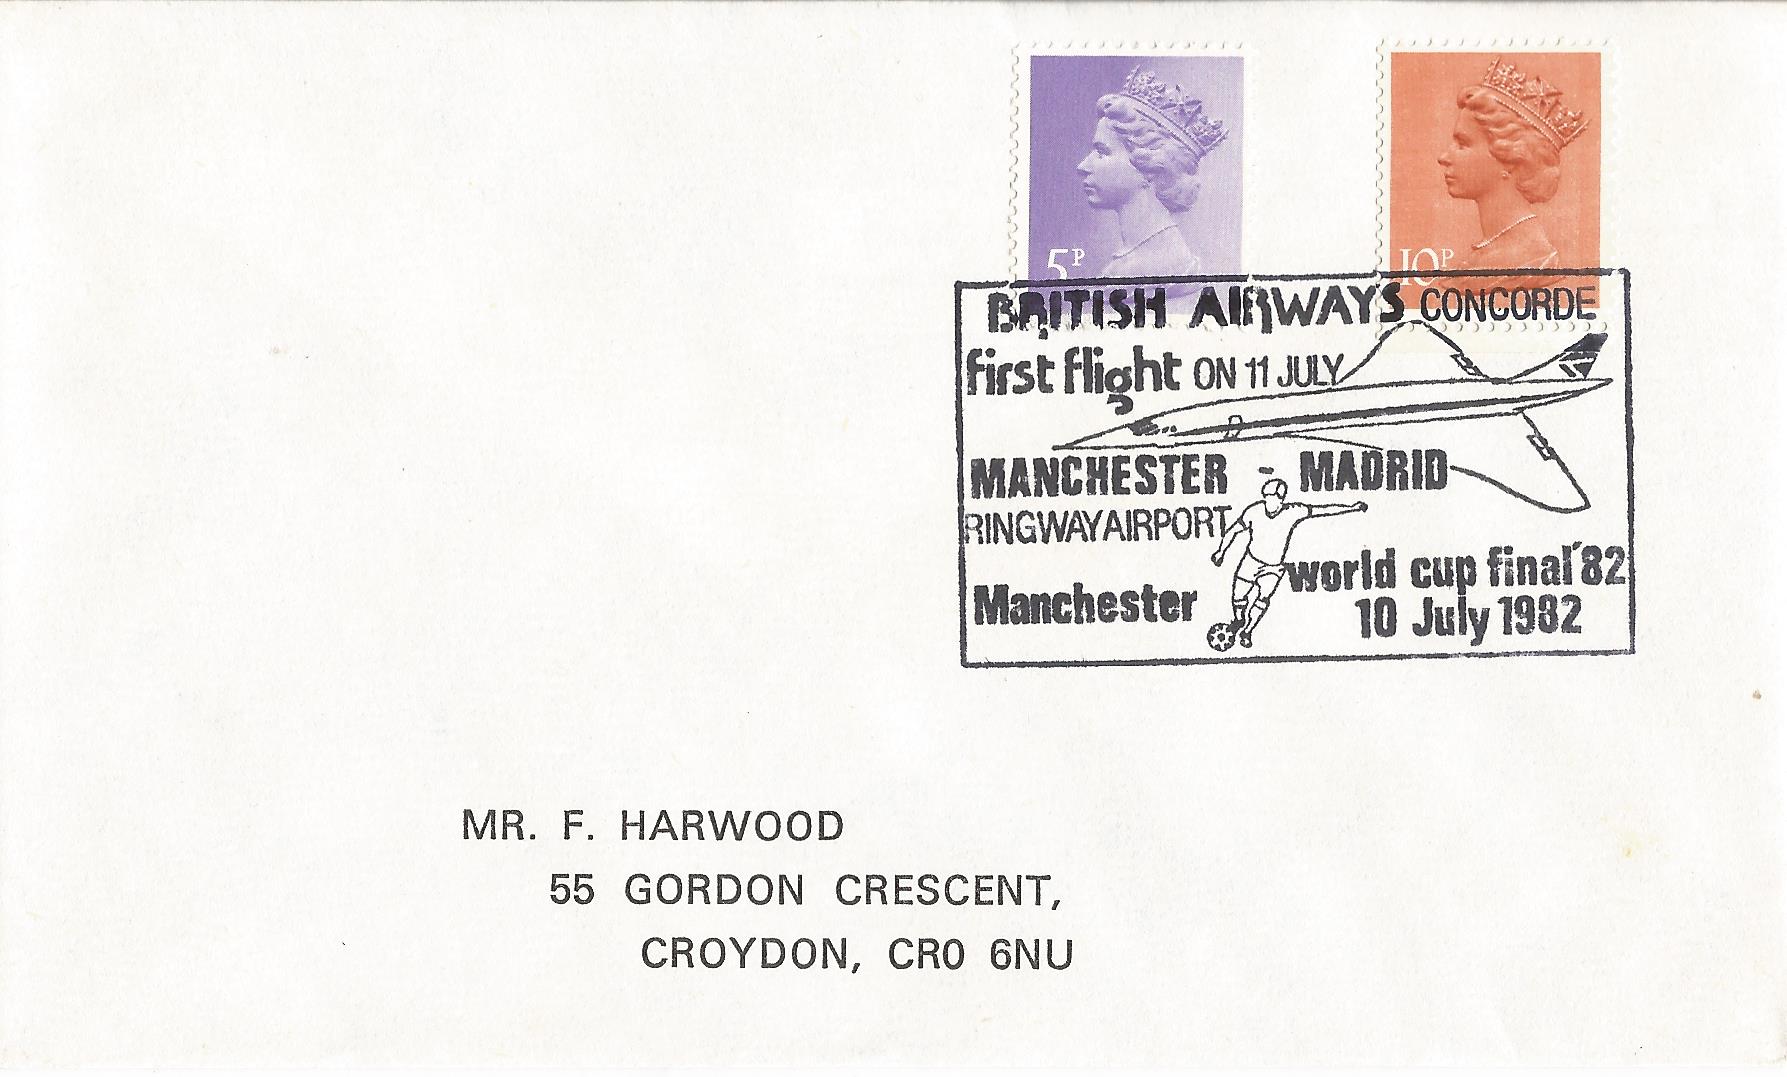 5P
10P
BRITISH AIRWAYS CONCORDE
first flight ON 11 JULY
MANCHESTER - MADRID
RINGWAY AIRPORT
world cup final '82
Manchester
10 July 1982
MR. F. HARWOOD
55 GORDON CRESCENT,
CROYDON, CR0 6NU